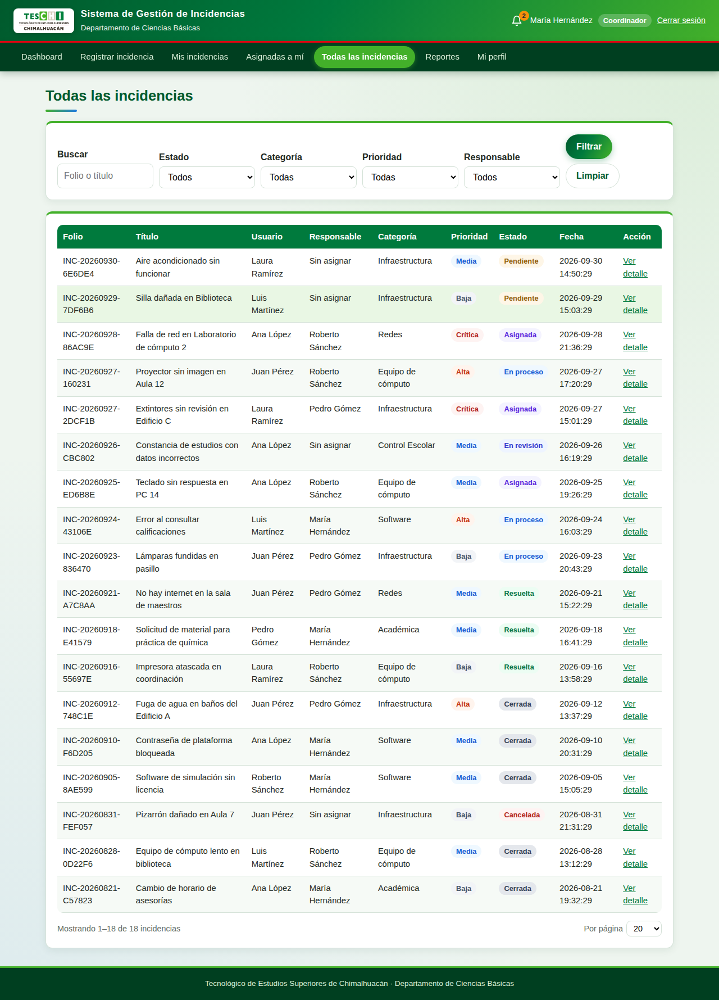 TESCHI
TECNOLÓGICO DE ESTUDIOS SUPERIORES
CHIMALHUACÁN
Sistema de Gestión de Incidencias
Departamento de Ciencias Básicas
2
María Hernández Coordinador Cerrar sesión
Dashboard Registrar incidencia Mis incidencias Asignadas a mí Todas las incidencias Reportes Mi perfil
Todas las incidencias
Buscar Estado Categoría Prioridad Responsable Filtrar
Folio o título Todos Todas Todas Todos Limpiar
Folio Título Usuario Responsable Categoría Prioridad Estado Fecha Acción
INC-20260930- Aire acondicionado sin Laura Sin asignar Infraestructura Media Pendiente 2026-09-30 Ver
6E6DE4 funcionar Ramírez 14:50:29 detalle
INC-20260929- Silla dañada en Biblioteca Luis Sin asignar Infraestructura Baja Pendiente 2026-09-29 Ver
7DF6B6 Martínez 15:03:29 detalle
INC-20260928- Falla de red en Laboratorio Ana López Roberto Redes Crítica Asignada 2026-09-28 Ver
86AC9E de cómputo 2 Sánchez 21:36:29 detalle
INC-20260927- Proyector sin imagen en Juan Pérez Roberto Equipo de Alta En proceso 2026-09-27 Ver
160231 Aula 12 Sánchez cómputo 17:20:29 detalle
INC-20260927- Extintores sin revisión en Laura Pedro Gómez Infraestructura Crítica Asignada 2026-09-27 Ver
2DCF1B Edificio C Ramírez 15:01:29 detalle
INC-20260926- Constancia de estudios con Ana López Sin asignar Control Escolar Media En revisión 2026-09-26 Ver
CBC802 datos incorrectos 16:19:29 detalle
INC-20260925- Teclado sin respuesta en Ana López Roberto Equipo de Media Asignada 2026-09-25 Ver
ED6B8E PC 14 Sánchez cómputo 19:26:29 detalle
INC-20260924- Error al consultar Luis María Software Alta En proceso 2026-09-24 Ver
43106E calificaciones Martínez Hernández 16:03:29 detalle
INC-20260923- Lámparas fundidas en Juan Pérez Pedro Gómez Infraestructura Baja En proceso 2026-09-23 Ver
836470 pasillo 20:43:29 detalle
INC-20260921- No hay internet en la sala Juan Pérez Pedro Gómez Redes Media Resuelta 2026-09-21 Ver
A7C8AA de maestros 15:22:29 detalle
INC-20260918- Solicitud de material para Pedro María Académica Media Resuelta 2026-09-18 Ver
E41579 práctica de química Gómez Hernández 16:41:29 detalle
INC-20260916- Impresora atascada en Laura Roberto Equipo de Baja Resuelta 2026-09-16 Ver
55697E coordinación Ramírez Sánchez cómputo 13:58:29 detalle
INC-20260912- Fuga de agua en baños del Juan Pérez Pedro Gómez Infraestructura Alta Cerrada 2026-09-12 Ver
748C1E Edificio A 13:37:29 detalle
INC-20260910- Contraseña de plataforma Ana López María Software Media Cerrada 2026-09-10 Ver
F6D205 bloqueada Hernández 20:31:29 detalle
INC-20260905- Software de simulación sin Roberto María Software Media Cerrada 2026-09-05 Ver
8AE599 licencia Sánchez Hernández 15:05:29 detalle
INC-20260831- Pizarrón dañado en Aula 7 Juan Pérez Sin asignar Infraestructura Baja Cancelada 2026-08-31 Ver
FEF057 21:31:29 detalle
INC-20260828- Equipo de cómputo lento en Luis Roberto Equipo de Media Cerrada 2026-08-28 Ver
0D22F6 biblioteca Martínez Sánchez cómputo 13:12:29 detalle
INC-20260821- Cambio de horario de Ana López María Académica Baja Cerrada 2026-08-21 Ver
C57823 asesorías Hernández 19:32:29 detalle
Mostrando 1–18 de 18 incidencias Por página 20
Tecnológico de Estudios Superiores de Chimalhuacán · Departamento de Ciencias Básicas